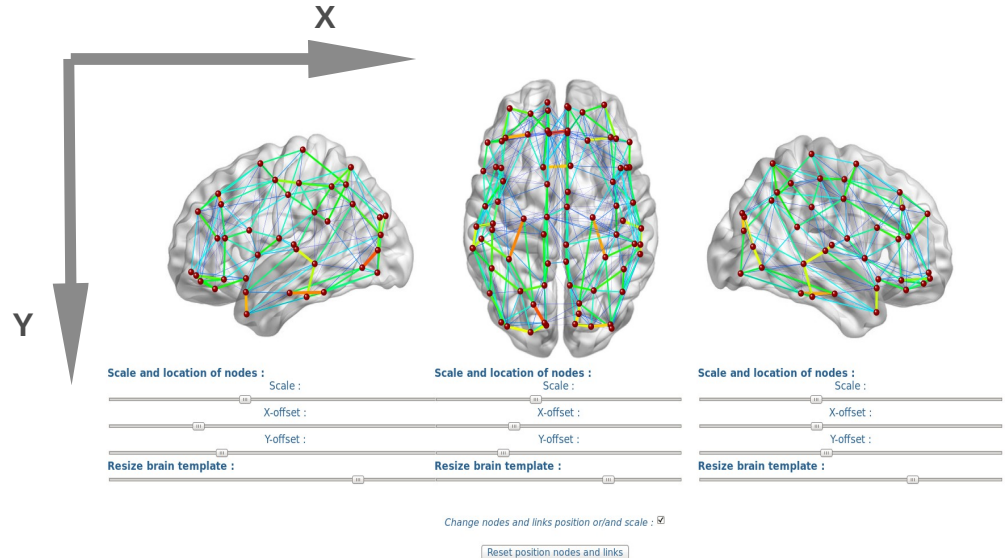 X
Y
Scale and location of nodes :
Scale :
X-offset :
Y-offset :
Resize brain template :
Scale and location of nodes :
Scale :
X-offset :
Y-offset :
Resize brain template :
Scale and location of nodes :
Scale :
X-offset :
Y-offset :
Resize brain template :
Change nodes and links position or/and scale :
Reset position nodes and links